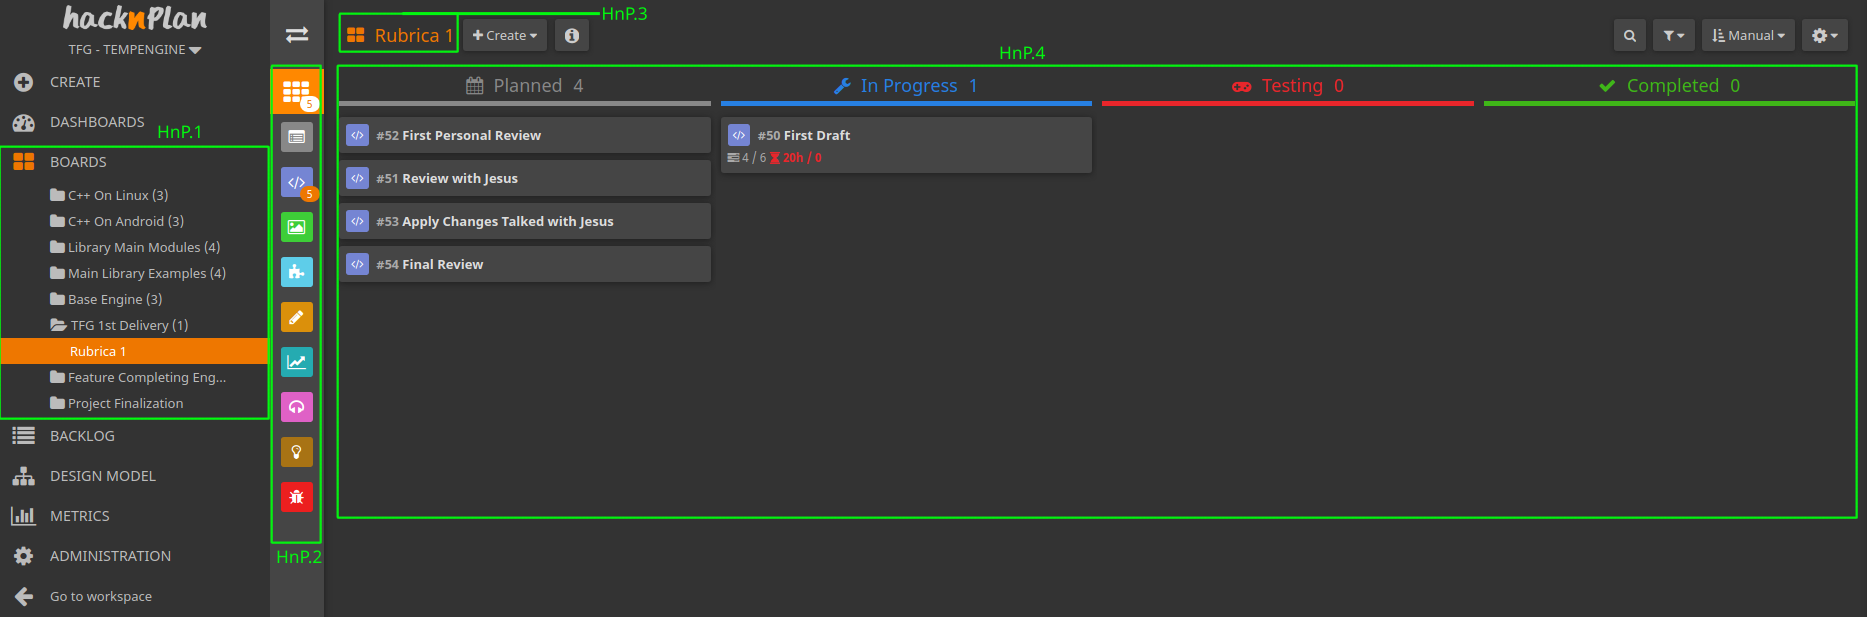 hacknPlan
TFG - TEMPENGINE
CREATE
DASHBOARDS
HnP.1
BOARDS
C++ On Linux (3)
C++ On Android (3)
Library Main Modules (4)
Main Library Examples (4)
Base Engine (3)
TFG 1st Delivery (1)
Rubrica 1
Feature Completing Eng...
Project Finalization
BACKLOG
DESIGN MODEL
METRICS
ADMINISTRATION
Go to workspace
5
5
HnP.2
Rubrica 1
HnP.3
+ Create
Manual
HnP.4
Planned 4
#52 First Personal Review
#51 Review with Jesus
#53 Apply Changes Talked with Jesus
#54 Final Review
In Progress 1
#50 First Draft
4 / 6 20h / 0
Testing 0
Completed 0